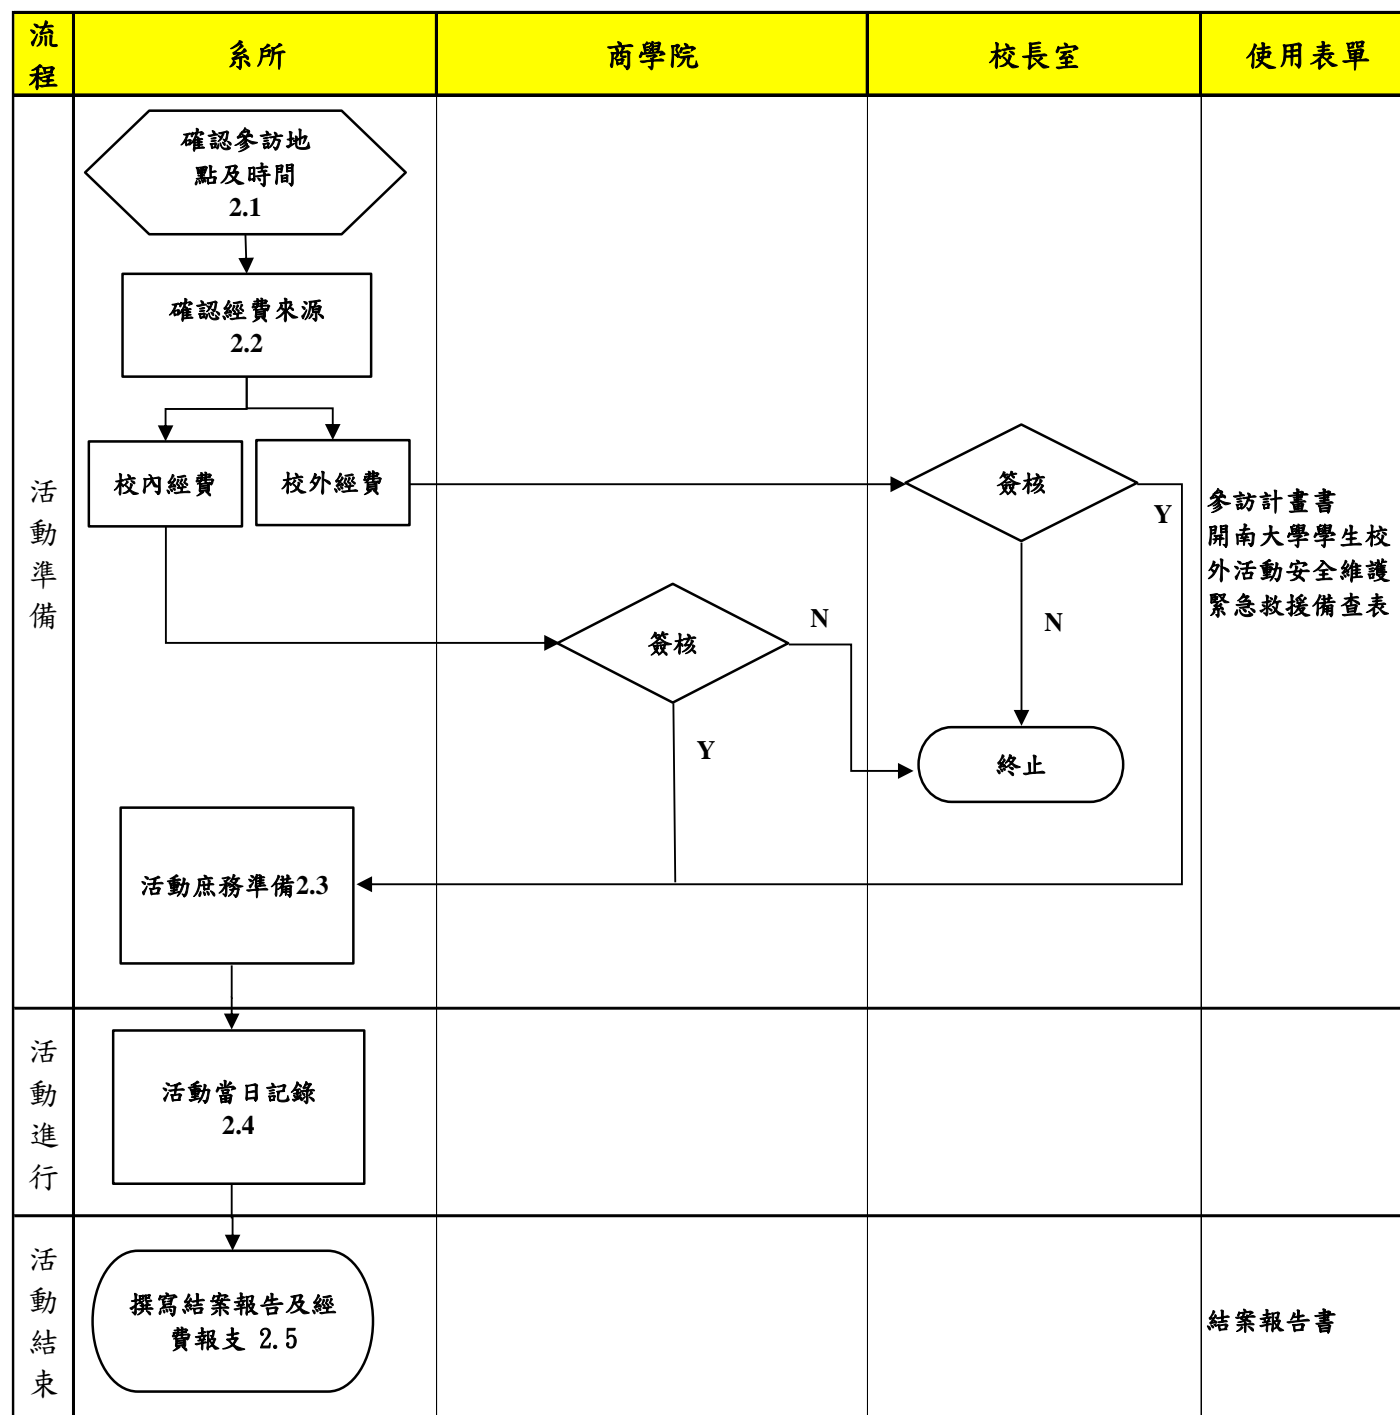 流
程
系所
商學院
校長室
使用表單
活
動
準
備
確認參訪地
點及時間
2.1
確認經費來源
2.2
校內經費
校外經費
簽核
Y
N
簽核
N
Y
終止
活動庶務準備2.3
參訪計畫書
開南大學學生校
外活動安全維護
緊急救援備查表
活
動
進
行
活動當日記錄
2.4
活
動
結
束
撰寫結案報告及經
費報支 2.5
結案報告書